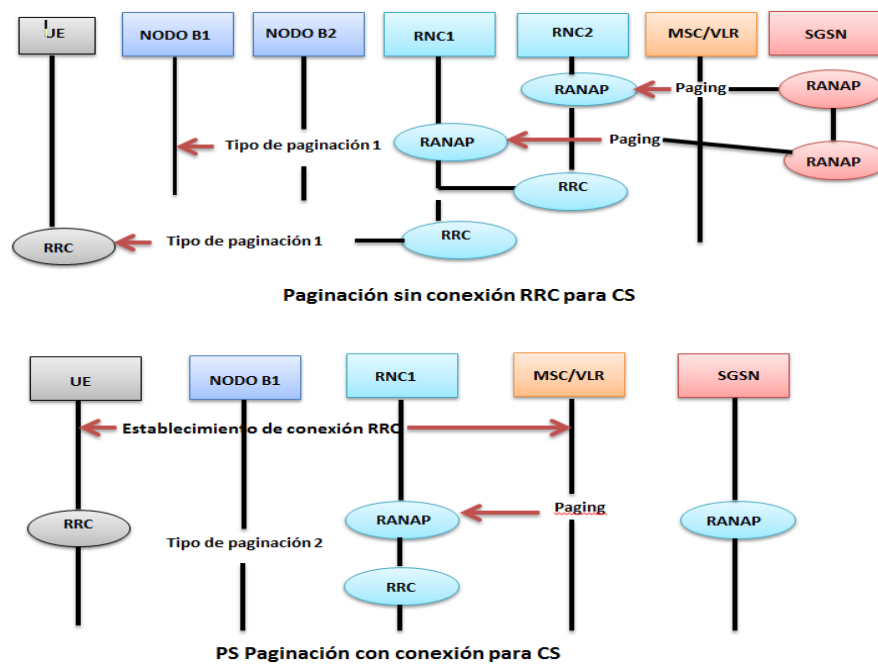 UE
NODO B1
NODO B2
RNC1
RNC2
MSC/VLR
SGSN
RANAP
Paging
RANAP
Tipo de paginación 1
RANAP
Paging
RANAP
RRC
RRC
Tipo de paginación 1
RRC
Paginación sin conexión RRC para CS
UE
NODO B1
RNC1
MSC/VLR
SGSN
Establecimiento de conexión RRC
RRC
RANAP
Paging
RANAP
Tipo de paginación 2
RRC
PS Paginación con conexión para CS